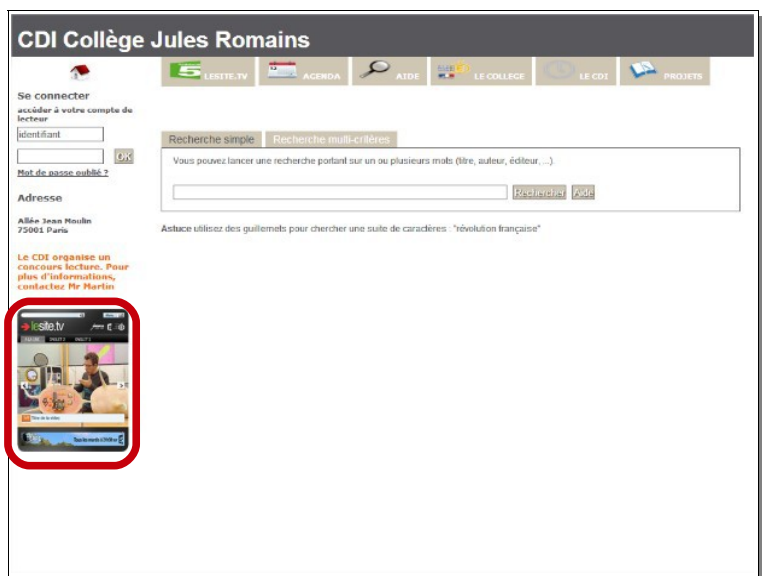 CDI Collège Jules Romains
LESITE.TV
AGENDA
AIDE
LE COLLEGE
LE CDI
PROJETS
Se connecter
accéder à votre compte de
lecteur
identifiant
OK
Mot de passe oublié ?
Adresse
Allée Jean Moulin
75001 Paris
Le CDI organise un
concours lecture. Pour
plus d'informations,
contactez Mr Martin
Recherche simple
Recherche multi-critères
Vous pouvez lancer une recherche portant sur un ou plusieurs mots (titre, auteur, éditeur, ...).
Rechercher
Aide
Astuce utilisez des guillemets pour chercher une suite de caractères : "révolution française"
lesite.tv
Titre de la vidéo